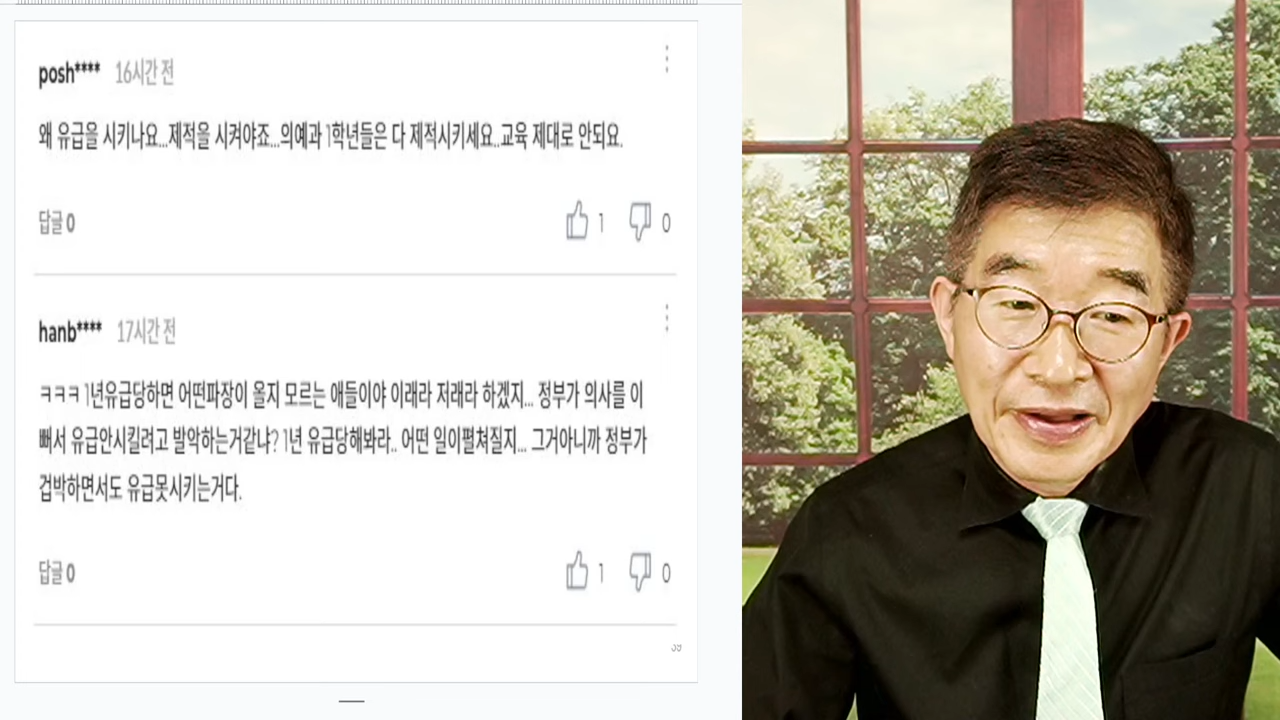 posh**** 16시간 전
왜 유급을 시키나요...제적을 시켜야죠...의예과 1학년들은 다 제적시키세요..교육 제대로 안되요.
답글 0 1 0
hanb**** 17시간 전
ㅋㅋㅋ 1년유급당하면 어떤파장이 올지 모르는 애들이야 이래라 저래라 하겠지... 정부가 의사를 이
뻐서 유급안시킬려고 발악하는거같냐? 1년 유급당해봐라.. 어떤 일이펼쳐질지... 그거아니까 정부가
겁박하면서도 유급못시키는거다.
답글 0 1 0